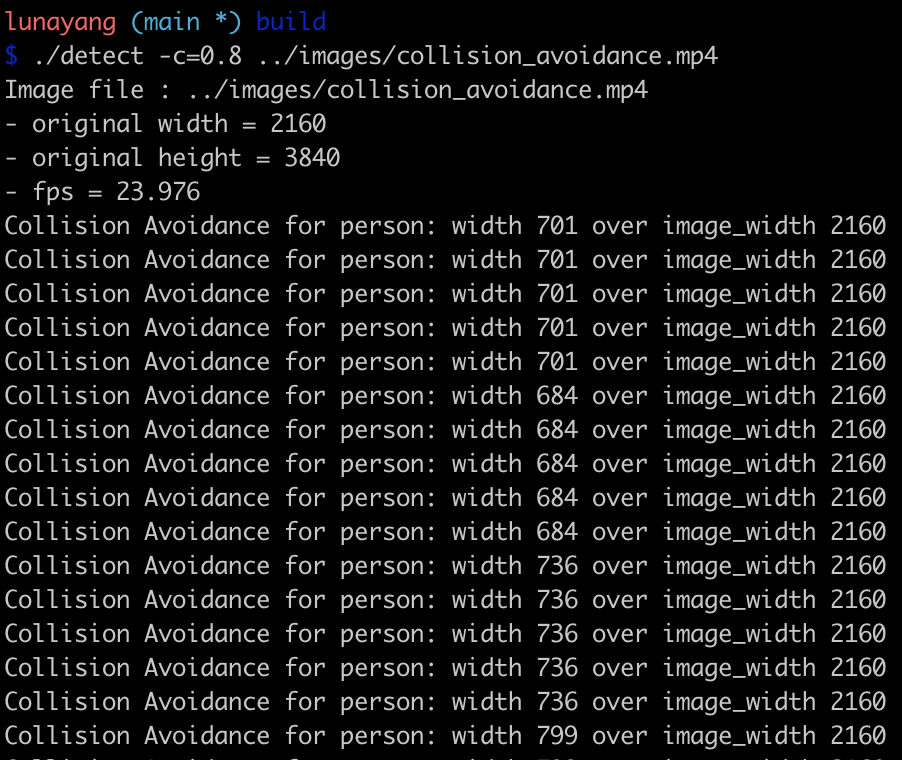 lunayang (main *) build
$ ./detect -c=0.8 ../images/collision_avoidance.mp4
Image file : ../images/collision_avoidance.mp4
- original width = 2160
- original height = 3840
- fps = 23.976
Collision Avoidance for person: width 701 over image_width 2160
Collision Avoidance for person: width 701 over image_width 2160
Collision Avoidance for person: width 701 over image_width 2160
Collision Avoidance for person: width 701 over image_width 2160
Collision Avoidance for person: width 701 over image_width 2160
Collision Avoidance for person: width 684 over image_width 2160
Collision Avoidance for person: width 684 over image_width 2160
Collision Avoidance for person: width 684 over image_width 2160
Collision Avoidance for person: width 684 over image_width 2160
Collision Avoidance for person: width 684 over image_width 2160
Collision Avoidance for person: width 736 over image_width 2160
Collision Avoidance for person: width 736 over image_width 2160
Collision Avoidance for person: width 736 over image_width 2160
Collision Avoidance for person: width 736 over image_width 2160
Collision Avoidance for person: width 736 over image_width 2160
Collision Avoidance for person: width 799 over image_width 2160